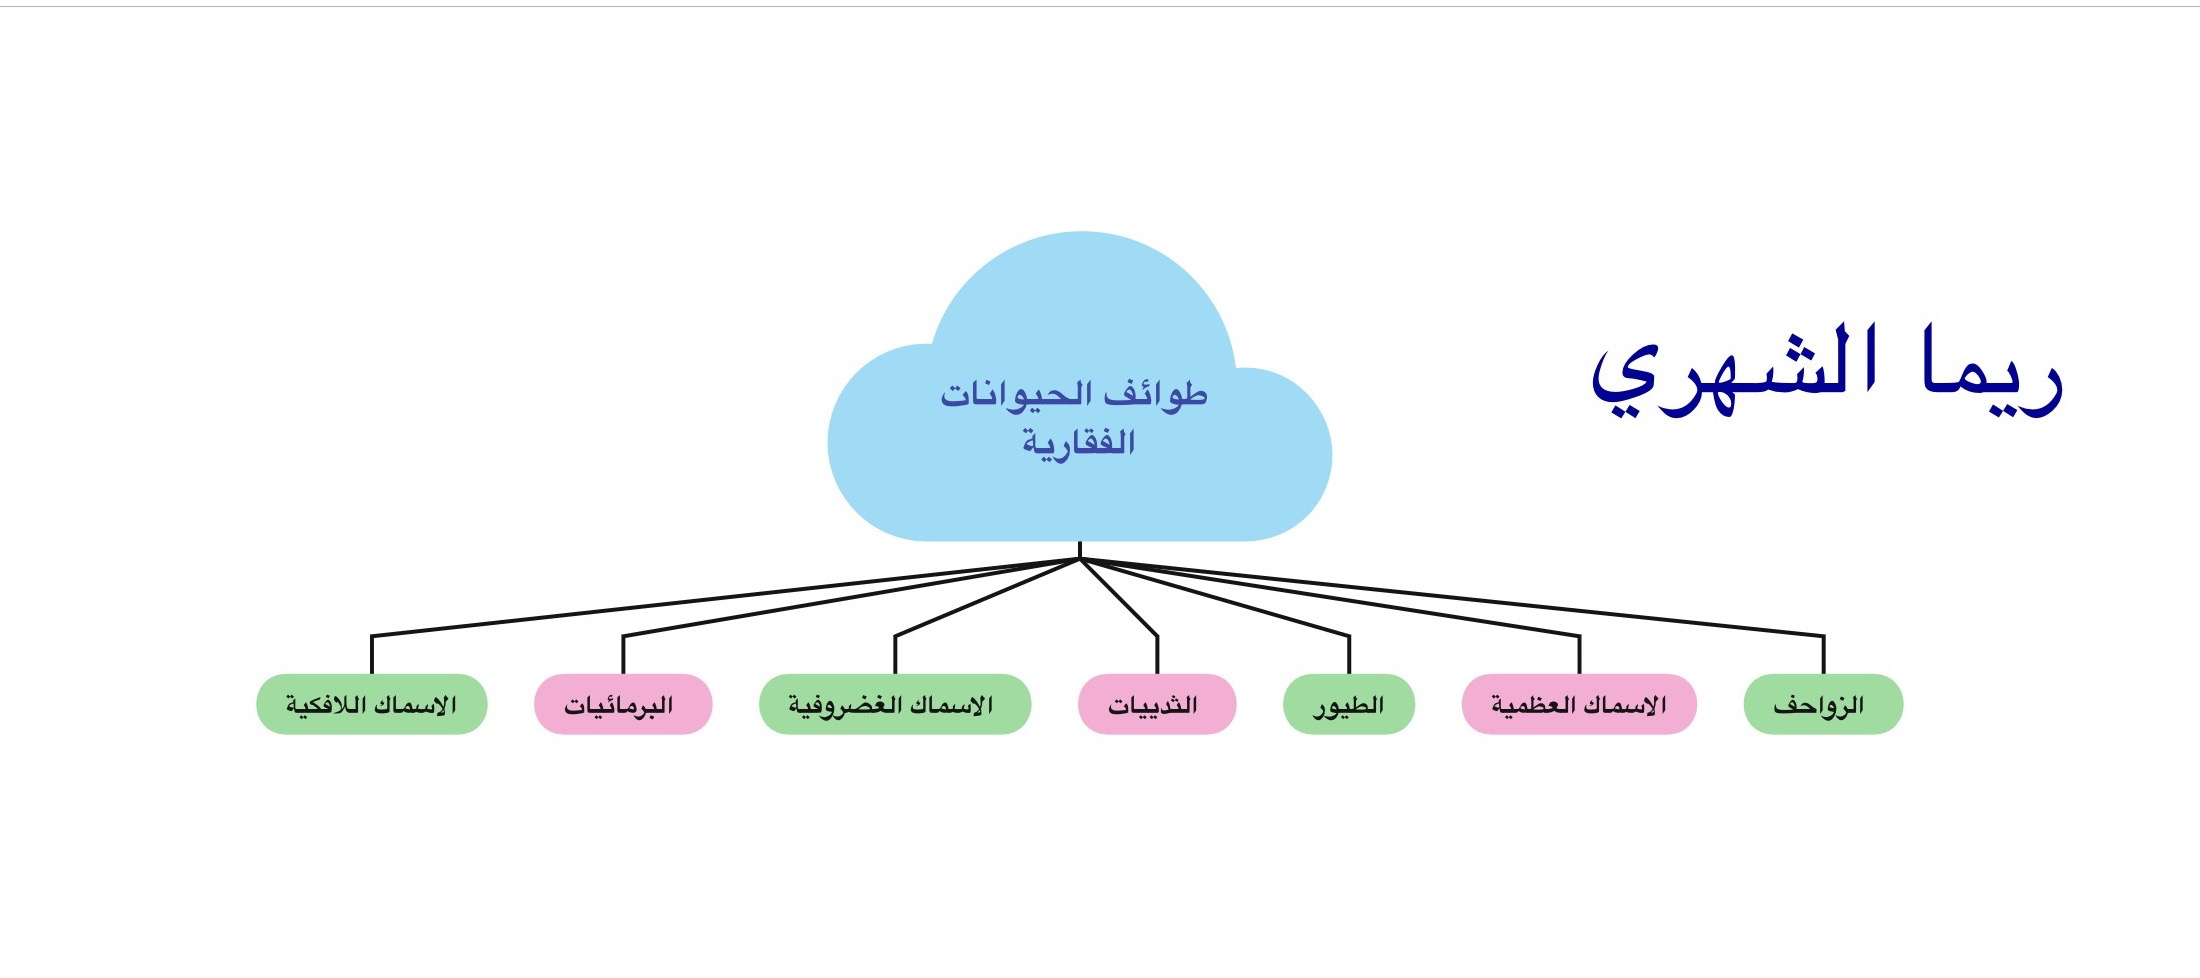 ريما الشهري
طوائف الحيوانات
الفقارية
الزواحف
الاسماك العظمية
الطيور
الثدييات
الاسماك الغضروفية
البرمائيات
الاسماك اللافكية